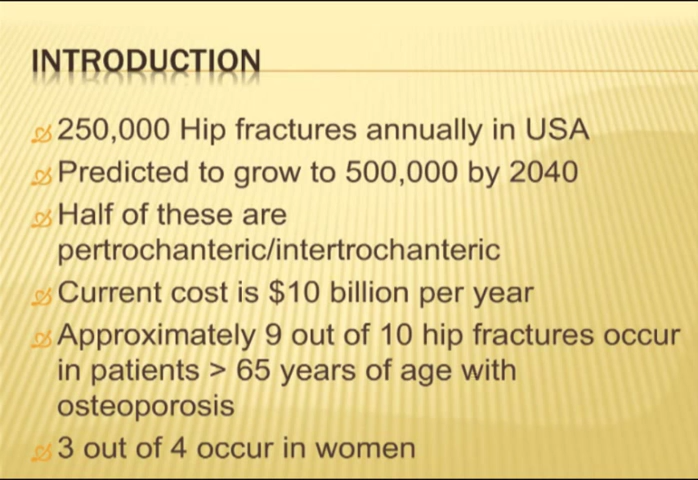 INTRODUCTION
250,000 Hip fractures annually in USA
Predicted to grow to 500,000 by 2040
Half of these are
pertrochanteric/intertrochanteric
Current cost is $10 billion per year
Approximately 9 out of 10 hip fractures occur
in patients > 65 years of age with
osteoporosis
3 out of 4 occur in women